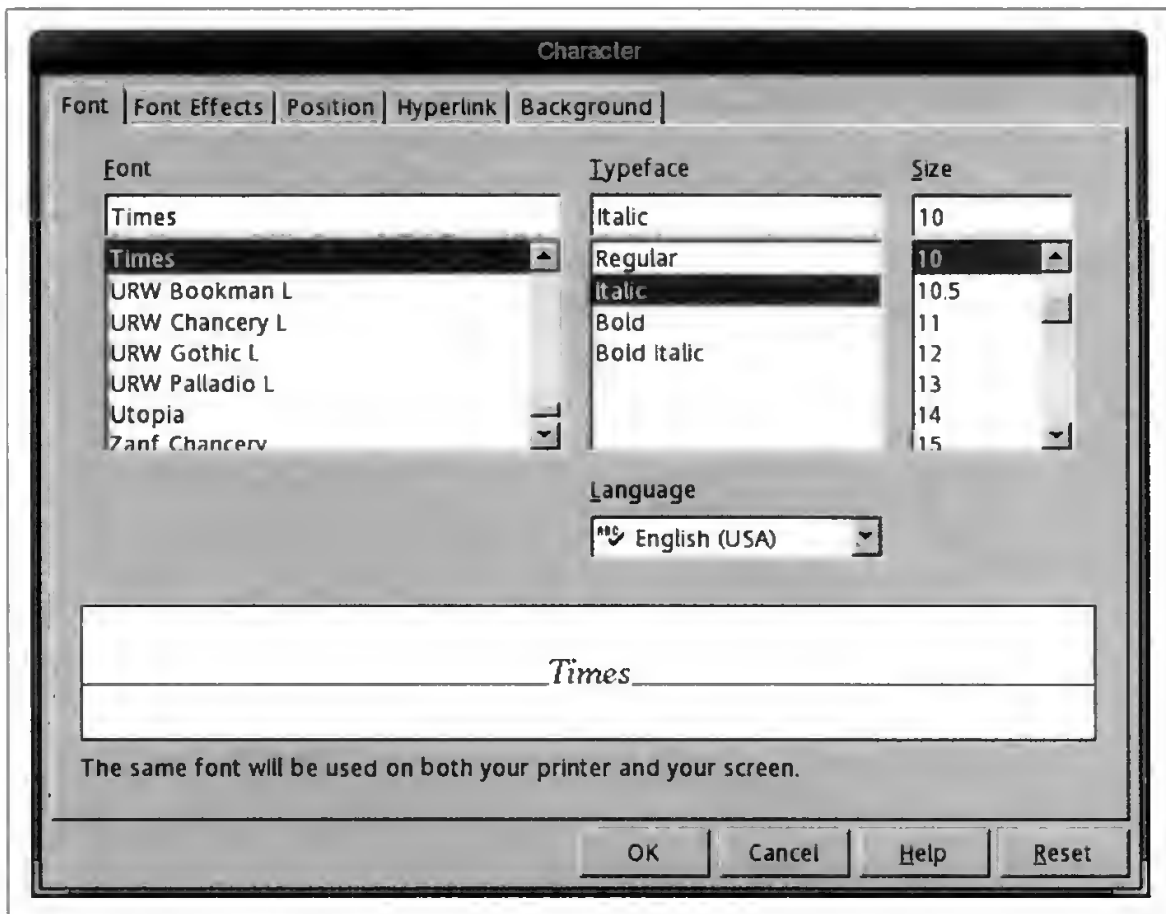 Character
Font Font Effects Position Hyperlink Background
Font Typeface Size
Times Italic 10
Times Regular 10
URW Bookman L Italic 10.5
URW Chancery L Bold 11
URW Gothic L Bold Italic 12
URW Palladio L 13
Utopia 14
Zapf Chancery 15
Language
ABC English (USA)
Times
The same font will be used on both your printer and your screen.
OK Cancel Help Reset